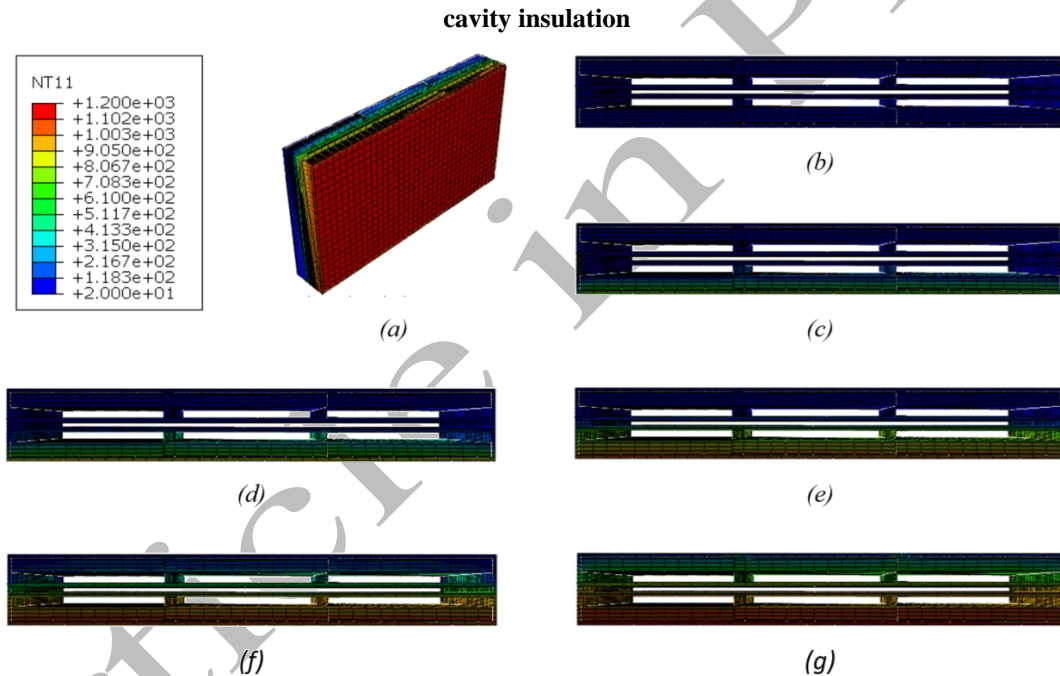 cavity insulation
NT11
+1.200e+03
+1.102e+03
+1.003e+03
+9.050e+02
+8.067e+02
+7.083e+02
+6.100e+02
+5.117e+02
+4.133e+02
+3.150e+02
+2.167e+02
+1.183e+02
+2.000e+01
(a)
(b)
(c)
(d)
(e)
(f)
(g)